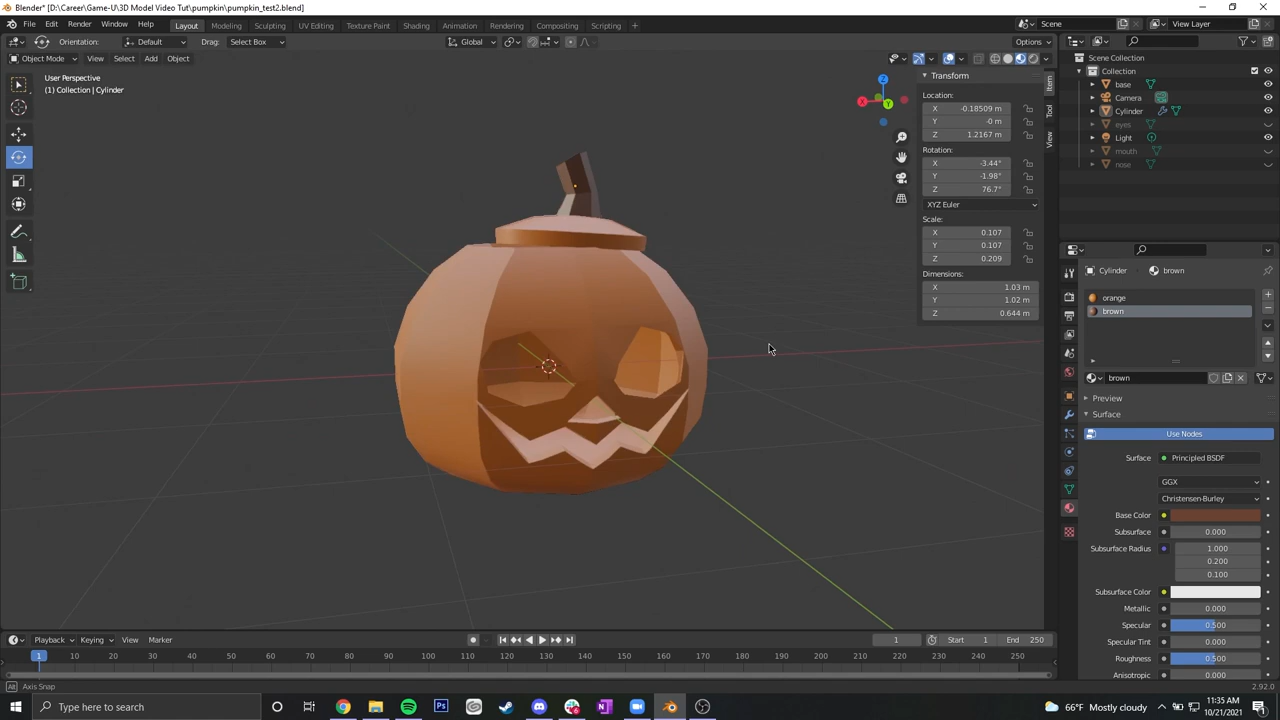 Blender* [D:\Career\Game-U\3D Model Video Tut\pumpkin\pumpkin_test2.blend]
File Edit Render Window Help Layout Modeling Sculpting UV Editing Texture Paint Shading Animation Rendering Compositing Scripting + Scene View Layer
Orientation: Default Drag: Select Box Global Options
Object Mode View Select Add Object
User Perspective
(1) Collection | Cylinder
X Y Z
Transform
Location:
X -0.18509 m
Y -0 m
Z 1.2167 m
Rotation:
X -3.44°
Y -1.98°
Z 76.7°
XYZ Euler
Scale:
X 0.107
Y 0.107
Z 0.209
Dimensions:
X 1.03 m
Y 1.02 m
Z 0.644 m
Item
Tool
View
Scene Collection
Collection
base
Camera
Cylinder
eyes
Light
mouth
nose
Cylinder brown
orange
brown
brown
Preview
Surface
Use Nodes
Surface Principled BSDF
GGX
Christensen-Burley
Base Color
Subsurface 0.000
Subsurface Radius 1.000
0.200
0.100
Subsurface Color
Metallic 0.000
Specular 0.500
Specular Tint 0.000
Roughness 0.500
Anisotropic 0.000
Playback Keying View Marker 1 Start 1 End 250
1 10 20 30 40 50 60 70 80 90 100 110 120 130 140 150 160 170 180 190 200 210 220 230 240 250
Axis Snap 2.92.0
Type here to search
66°F Mostly cloudy
11:35 AM
10/21/2021